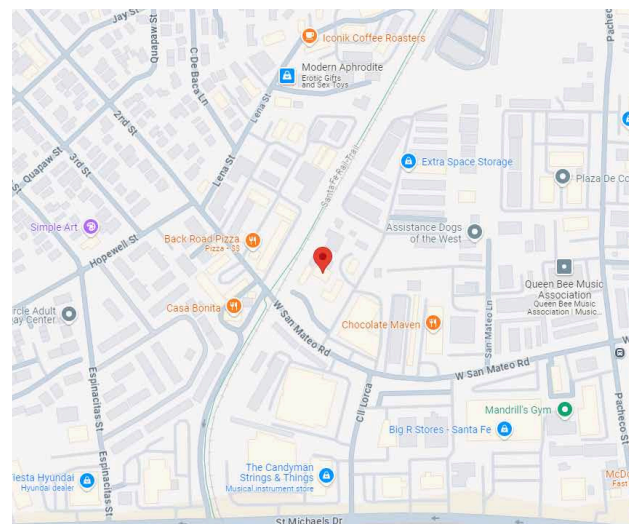 Jay St
Quapaw St
C De Baca Ln
Iconik Coffee Roasters
Modern Aphrodite
Erotic Gifts
and Sex Toys
Pacheco
2nd St
Lena St
Santa Fe Rail Trail
3rd St
S. Quapaw St
Lena St
Extra Space Storage
Plaza De Co
Simple Art
Hopewell St
Back Road Pizza
Pizza • $$
Assistance Dogs
of the West
Queen Bee Music
Association
Queen Bee Music
Association | Music...
Casa Bonita
W San Mateo Rd
Chocolate Maven
San Mateo Ln
W San Mateo Rd
W
rcle Adult
ay Center
Espinacitas St
Cll Lorca
Mandrill's Gym
Pacheco St
Big R Stores - Santa Fe
Espinacitas St
iesta Hyundai
Hyundai dealer
The Candyman
Strings & Things
Musical instrument store
McDo
Fast
St Michaels Dr